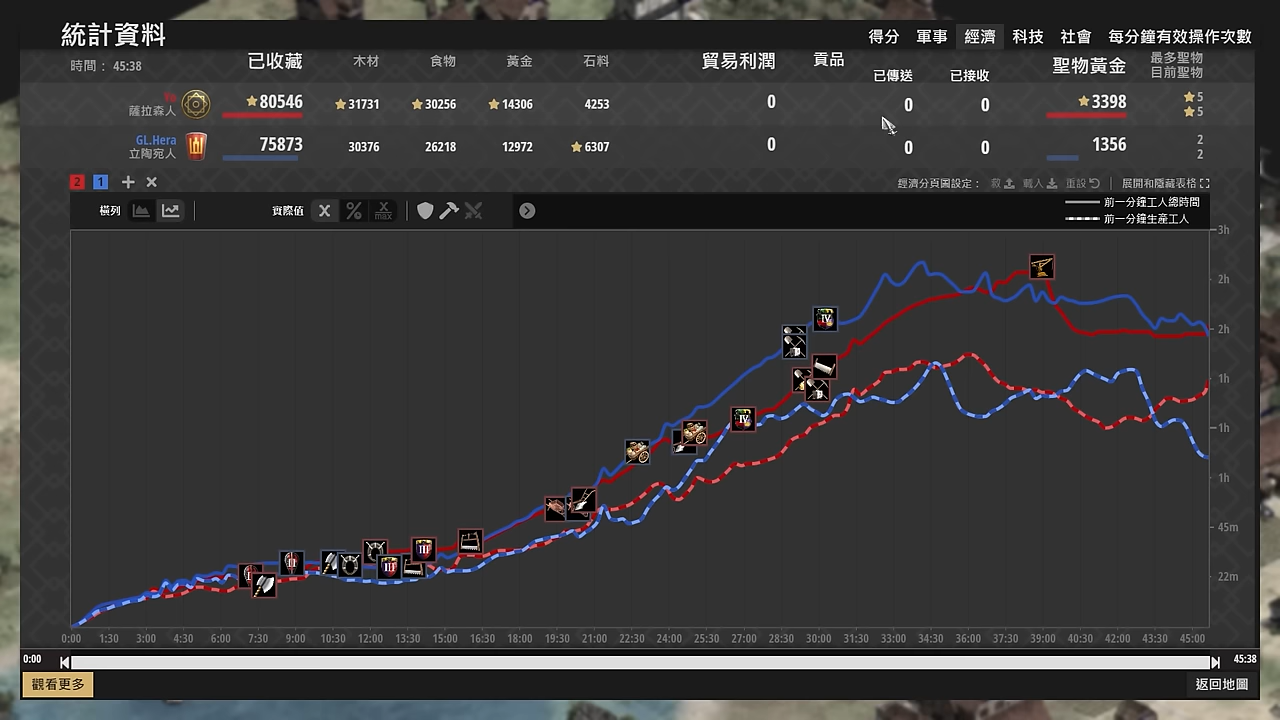 統計資料
得分 軍事 經濟 科技 社會 每分鐘有效操作次數
時間： 45:38
已收藏 木材 食物 黃金 石料 貿易利潤 貢品 已傳送 已接收 聖物黃金 最多聖物 目前聖物
Yo
薩拉森人 80546 31731 30256 14306 4253 0 0 0 3398 5 5
GL.Hera
立陶宛人 75873 30376 26218 12972 6307 0 0 0 1356 2 2
2 1 經濟分頁圖設定： 載入 重設 展開和隱藏表格
橫列 實際值 X % X max
前一分鐘工人總時間
前一分鐘生產工人
3h
2h
2h
1h
1h
1h
45m
22m
II II III III IV IV
0:00 1:30 3:00 4:30 6:00 7:30 9:00 10:30 12:00 13:30 15:00 16:30 18:00 19:30 21:00 22:30 24:00 25:30 27:00 28:30 30:00 31:30 33:00 34:30 36:00 37:30 39:00 40:30 42:00 43:30 45:00
0:00 45:38
觀看更多 返回地圖